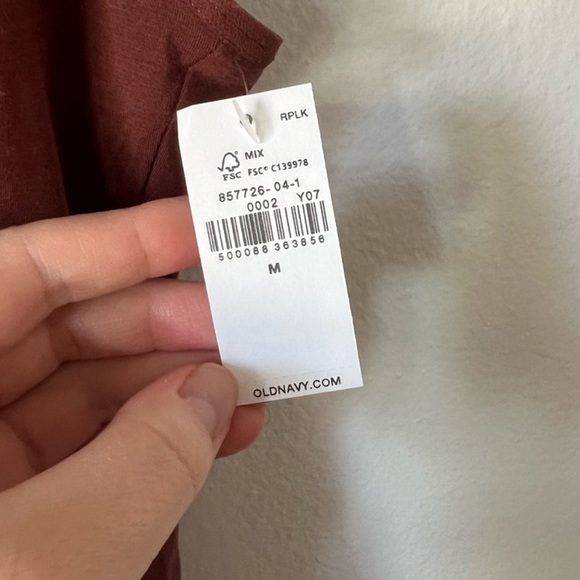 RPLK
MIX
FSC FSC® C139978
857726-04-1
0002 Y07
500088 363856
M
OLDNAVY.COM